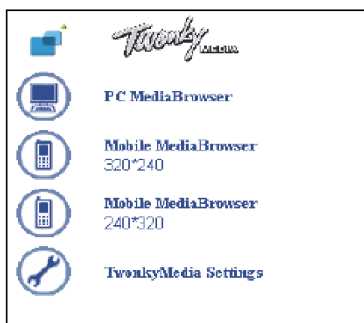 Twonky MEDIA
PC MediaBrowser
Mobile MediaBrowser
320*240
Mobile MediaBrowser
240*320
TwonkyMedia Settings